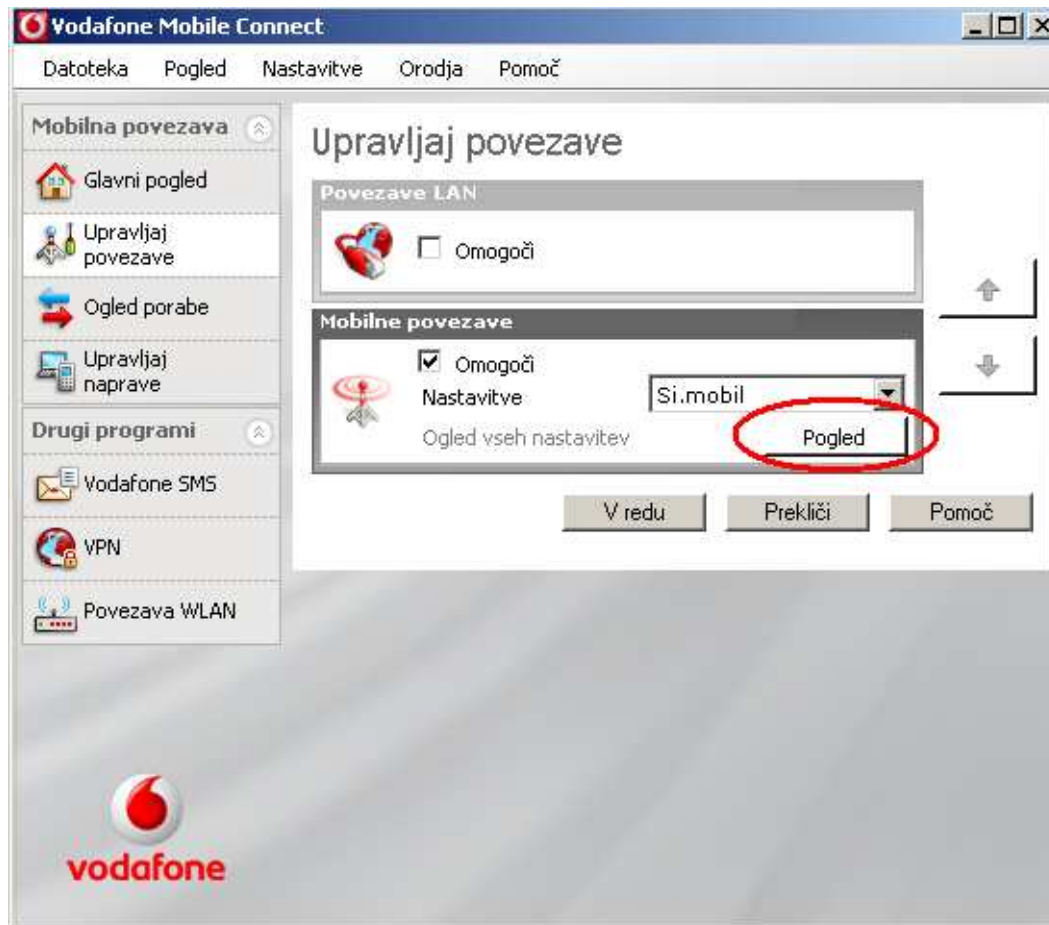 Vodafone Mobile Connect
Datoteka Pogled Nastavitve Orodja Pomoč
Mobilna povezava
Glavni pogled
Upravljaj
povezave
Ogled porabe
Upravljaj
naprave
Drugi programi
Vodafone SMS
VPN
Povezava WLAN
Upravljaj povezave
Povezave LAN
Omogoči
Mobilne povezave
Omogoči
Nastavitve Si.mobil
Ogled vseh nastavitev Pogled
V redu Prekliči Pomoč
vodafone